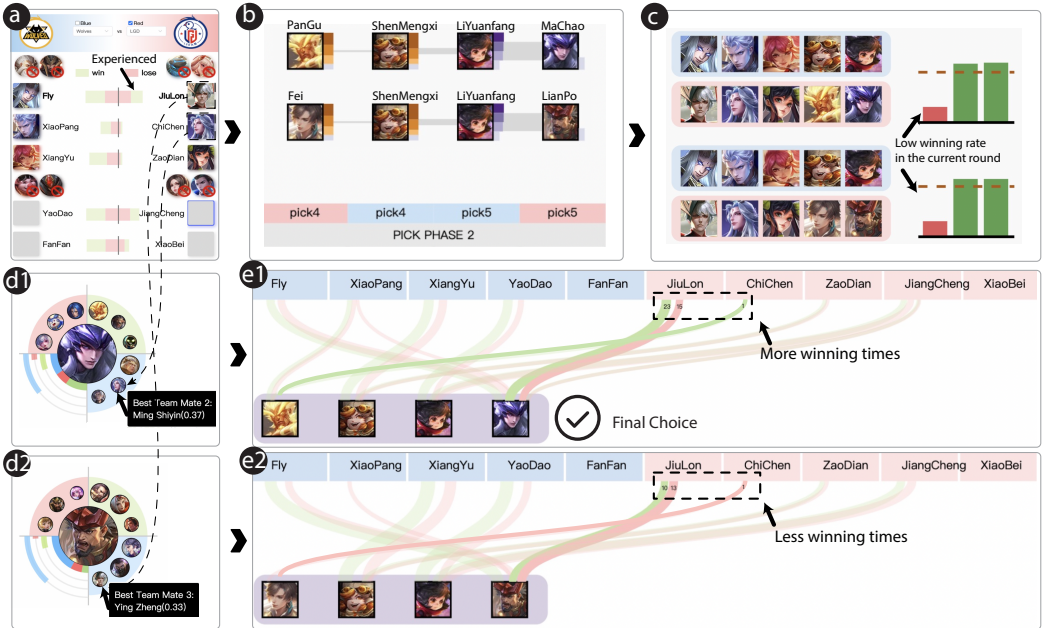 a
WOLVES
Blue
Red
Wolves
vs
LGD
Experienced
win
lose
Fly
JiuLon
XiaoPang
ChiChen
XiangYu
ZaoDian
YaoDao
JiangCheng
FanFan
XiaoBei
b
PanGu
ShenMengxi
LiYuanfang
MaChao
Fei
ShenMengxi
LiYuanfang
LianPo
pick4
pick4
pick5
pick5
PICK PHASE 2
c
Low winning rate
in the current round
d1
Best Team Mate 2:
Ming Shiyin(0.37)
e1
Fly
XiaoPang
XiangYu
YaoDao
FanFan
JiuLon
ChiChen
ZaoDian
JiangCheng
XiaoBei
23
15
1
More winning times
Final Choice
d2
Best Team Mate 3:
Ying Zheng(0.33)
e2
Fly
XiaoPang
XiangYu
YaoDao
FanFan
JiuLon
ChiChen
ZaoDian
JiangCheng
XiaoBei
10
13
1
Less winning times